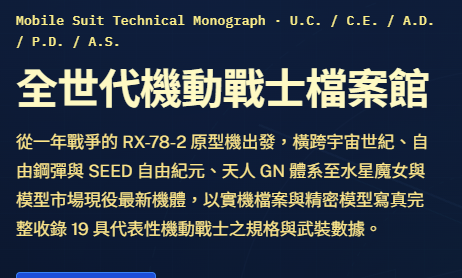 Mobile Suit Technical Monograph · U.C. / C.E. / A.D.
/ P.D. / A.S.
全世代機動戰士檔案館
從一年戰爭的 RX-78-2 原型機出發，橫跨宇宙世紀、自
由鋼彈與 SEED 自由紀元、天人 GN 體系至水星魔女與
模型市場現役最新機體，以實機檔案與精密模型寫真完
整收錄 19 具代表性機動戰士之規格與武裝數據。